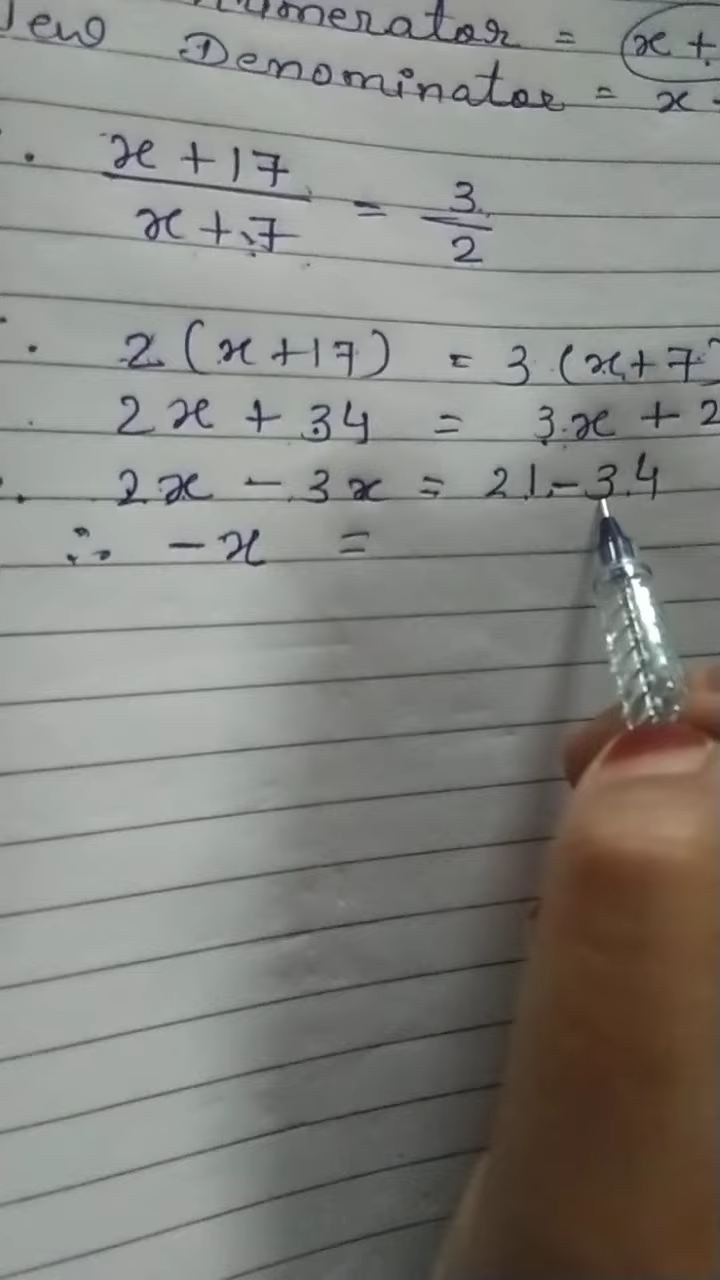 Numerator = (x +
New Denominator = x
∴ x + 17 / x + 7 = 3 / 2
∴ 2 (x + 17) = 3 (x + 7)
∴ 2x + 34 = 3x + 2
∴ 2x - 3x = 21 - 34
∴ - x =